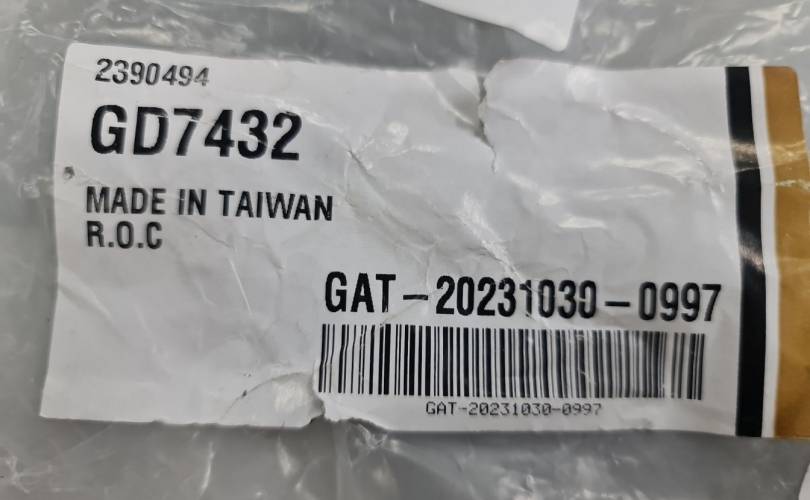 2390494
GD7432
MADE IN TAIWAN
R.O.C
GAT-20231030-0997
GAT-20231030-0997